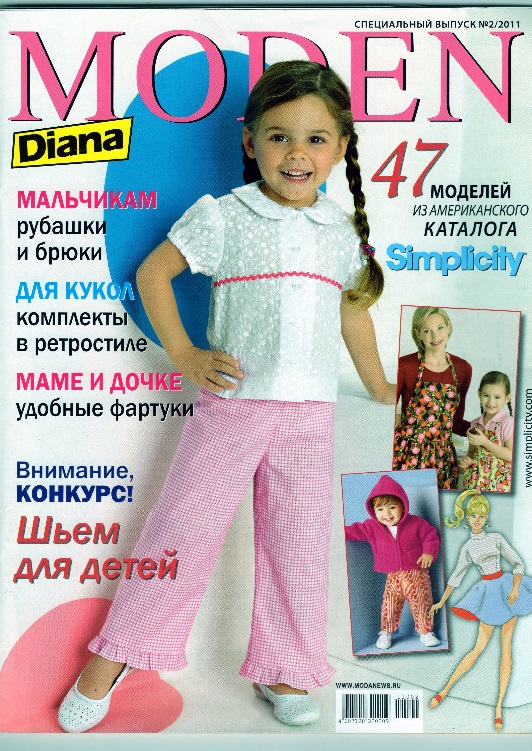 СПЕЦИАЛЬНЫЙ ВЫПУСК №2/2011
MODEN
Diana
47
МОДЕЛЕЙ
ИЗ АМЕРИКАНСКОГО
КАТАЛОГА
Simplicity
МАЛЬЧИКАМ
рубашки
и брюки
ДЛЯ КУКОЛ
комплекты
в ретростиле
МАМЕ И ДОЧКЕ
удобные фартуки
Внимание,
КОНКУРС!
Шьем
для детей
www.simplicity.com
WWW.MODANEWS.RU